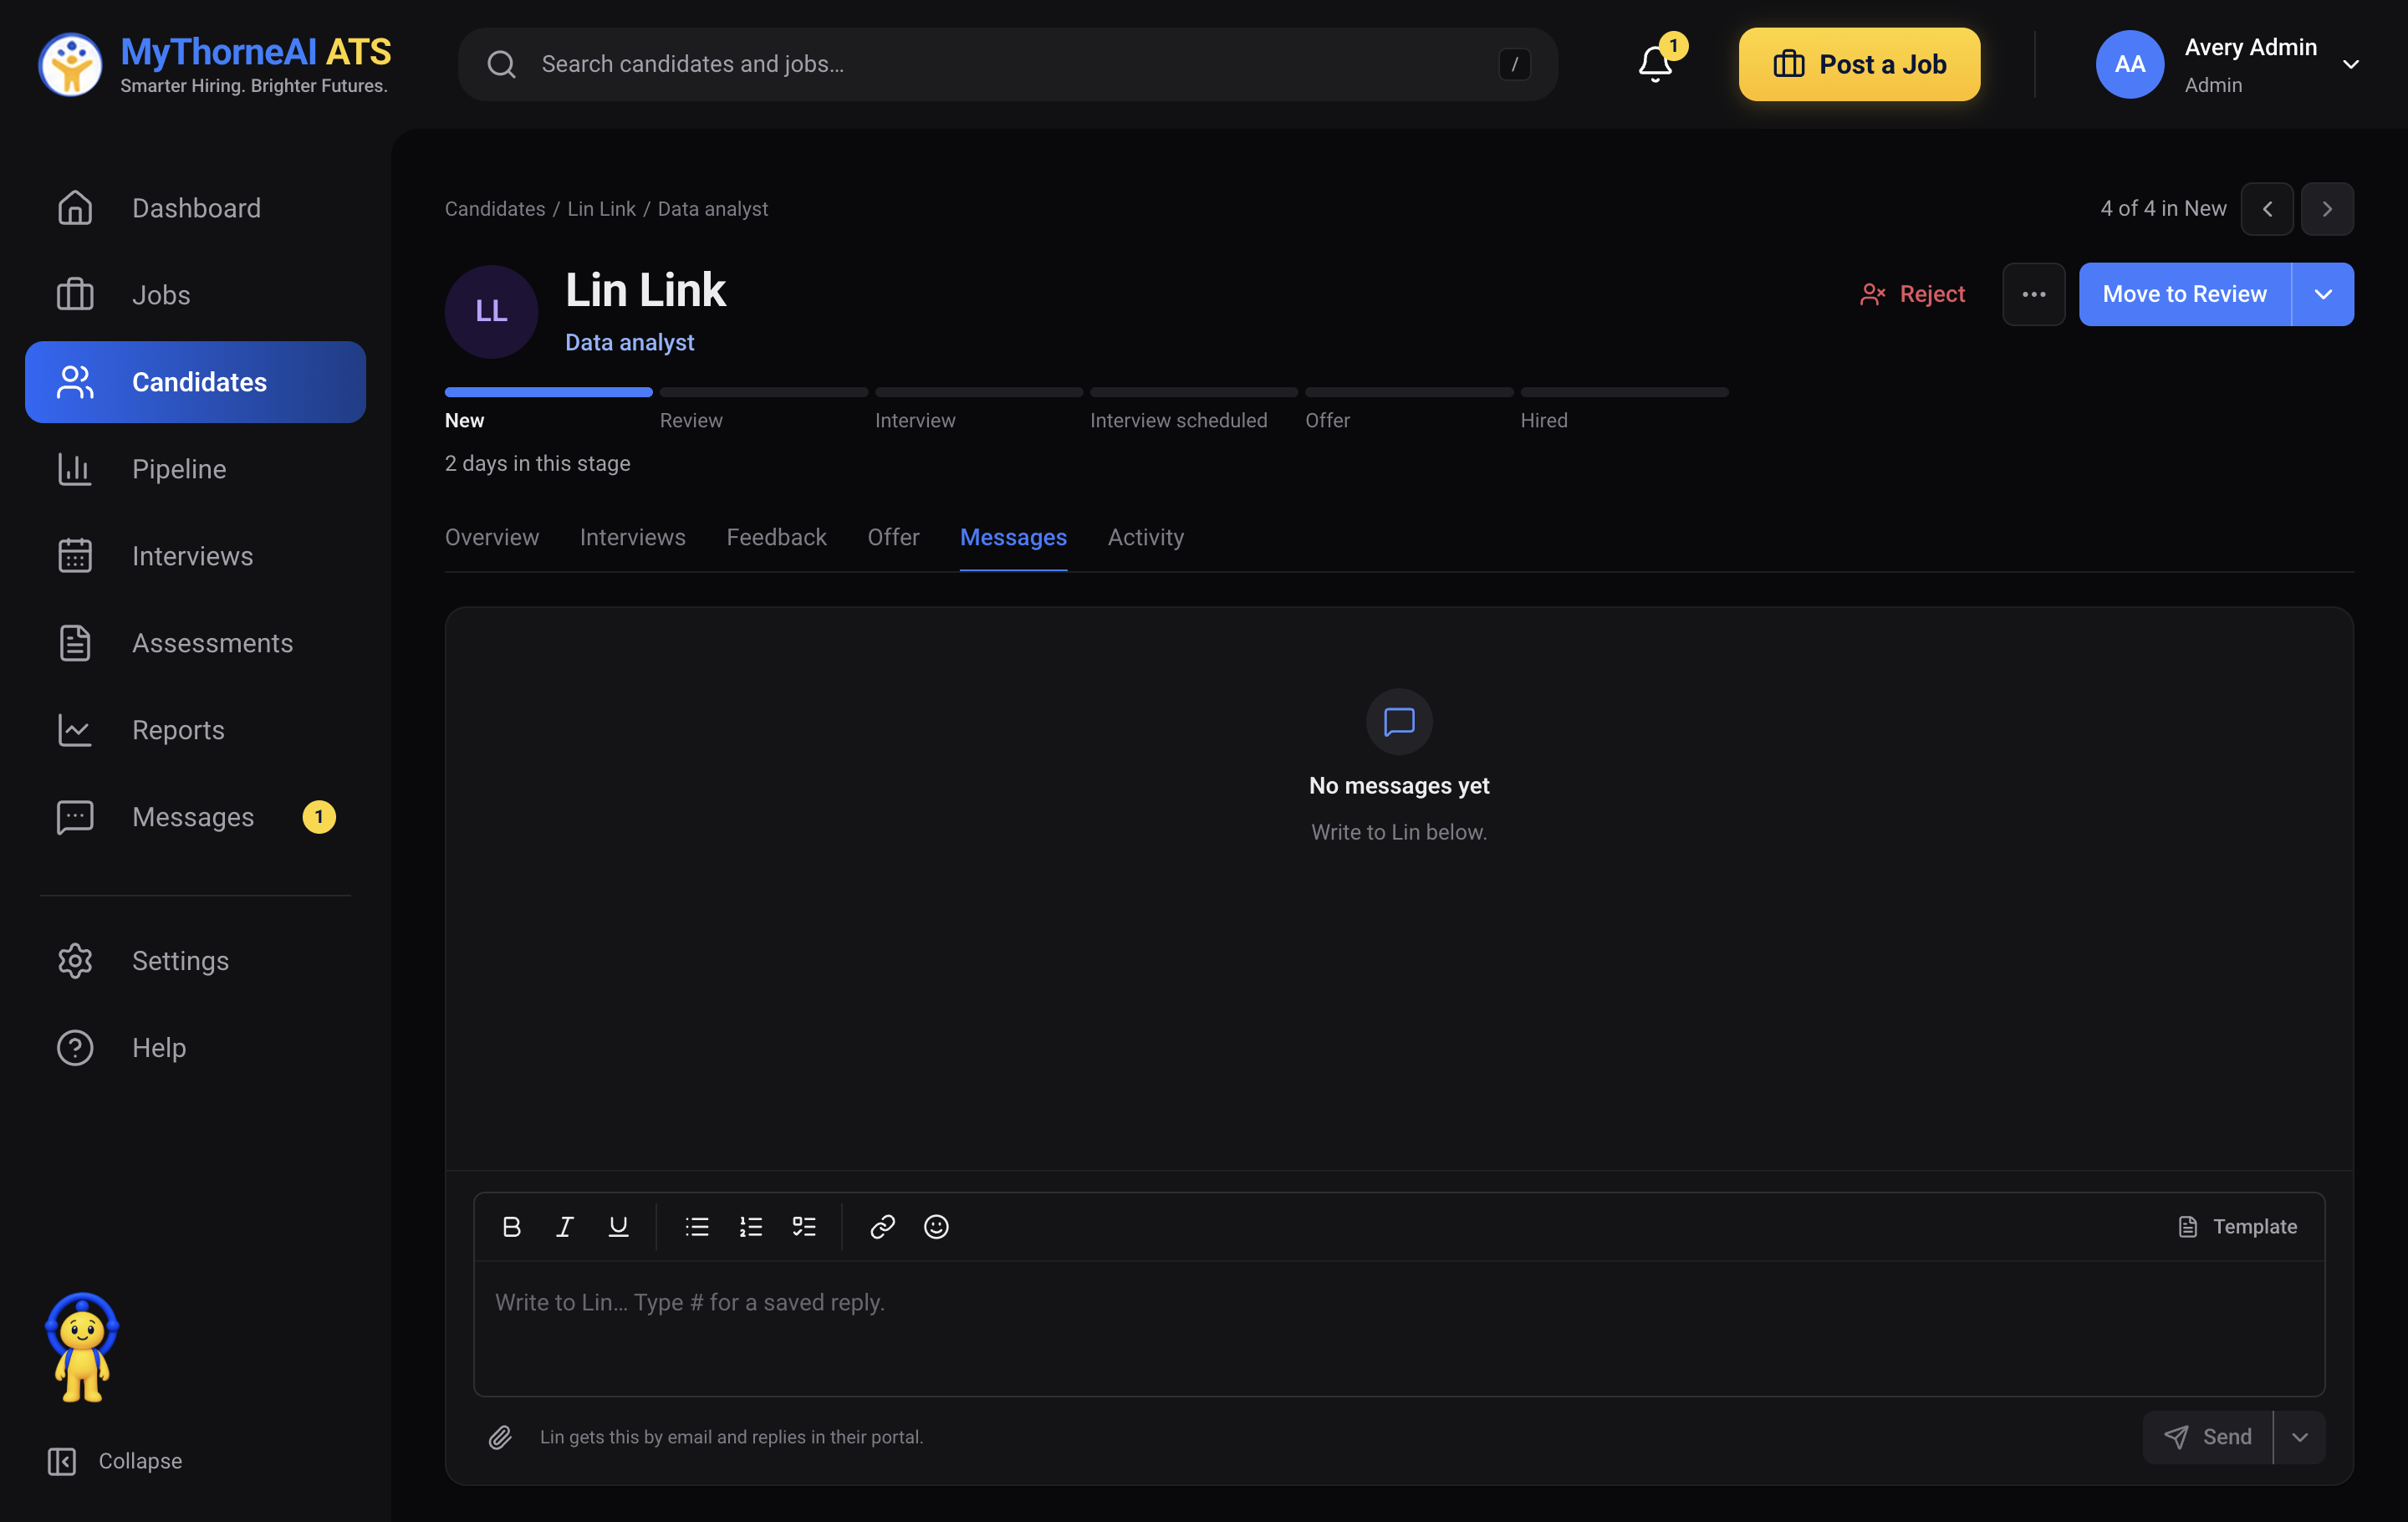 MyThorneAI ATS
Smarter Hiring. Brighter Futures.
Search candidates and jobs…
/
1
Post a Job
AA
Avery Admin
Admin
Dashboard
Jobs
Candidates
Pipeline
Interviews
Assessments
Reports
Messages
1
Settings
Help
Collapse
Candidates / Lin Link / Data analyst
4 of 4 in New
LL
Lin Link
Data analyst
Reject
Move to Review
New
Review
Interview
Interview scheduled
Offer
Hired
2 days in this stage
Overview
Interviews
Feedback
Offer
Messages
Activity
No messages yet
Write to Lin below.
Template
Write to Lin… Type # for a saved reply.
Lin gets this by email and replies in their portal.
Send